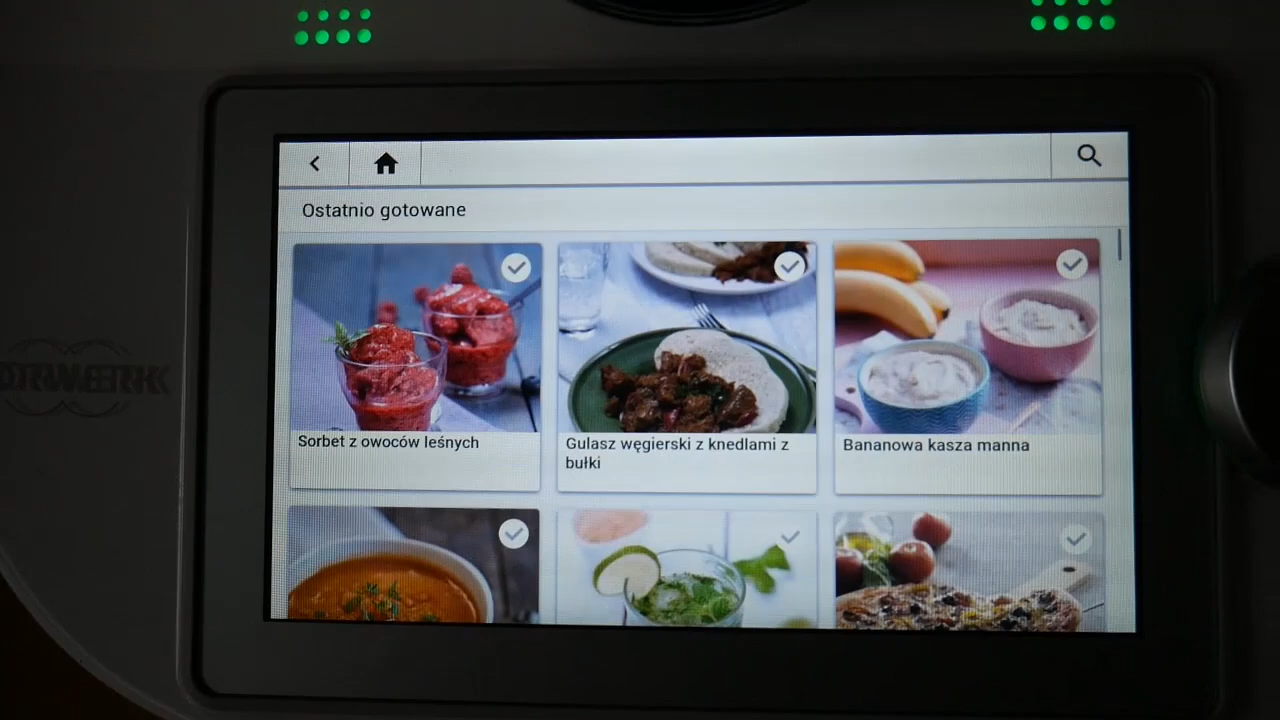 Ostatnio gotowane
Sorbet z owoców leśnych
Gulasz węgierski z knedlami z
bułki
Bananowa kasza manna